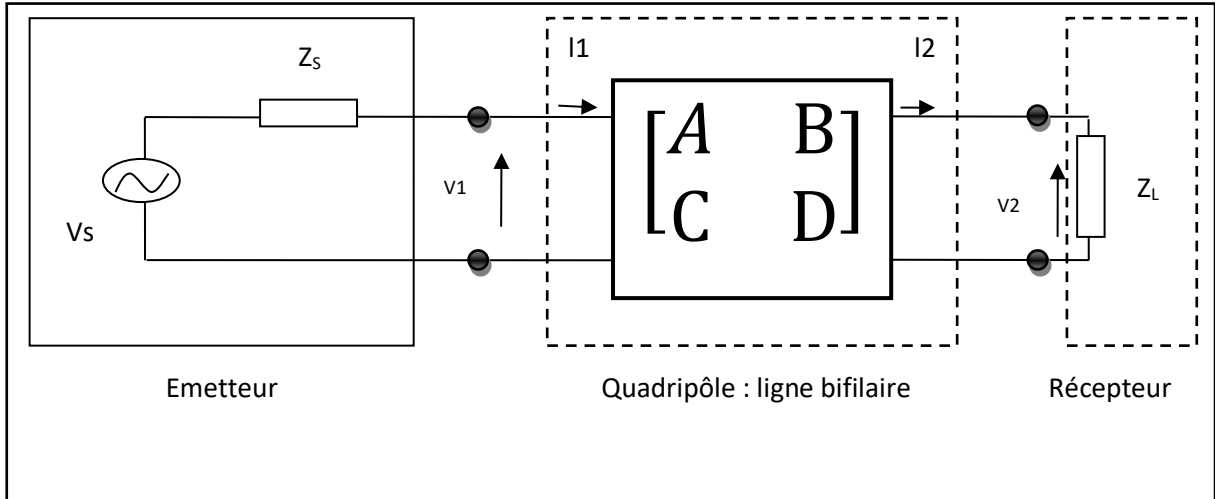 Z_S
I1
I2
[A B
C D]
V1
V2
Z_L
Vs
Emetteur
Quadripôle : ligne bifilaire
Récepteur